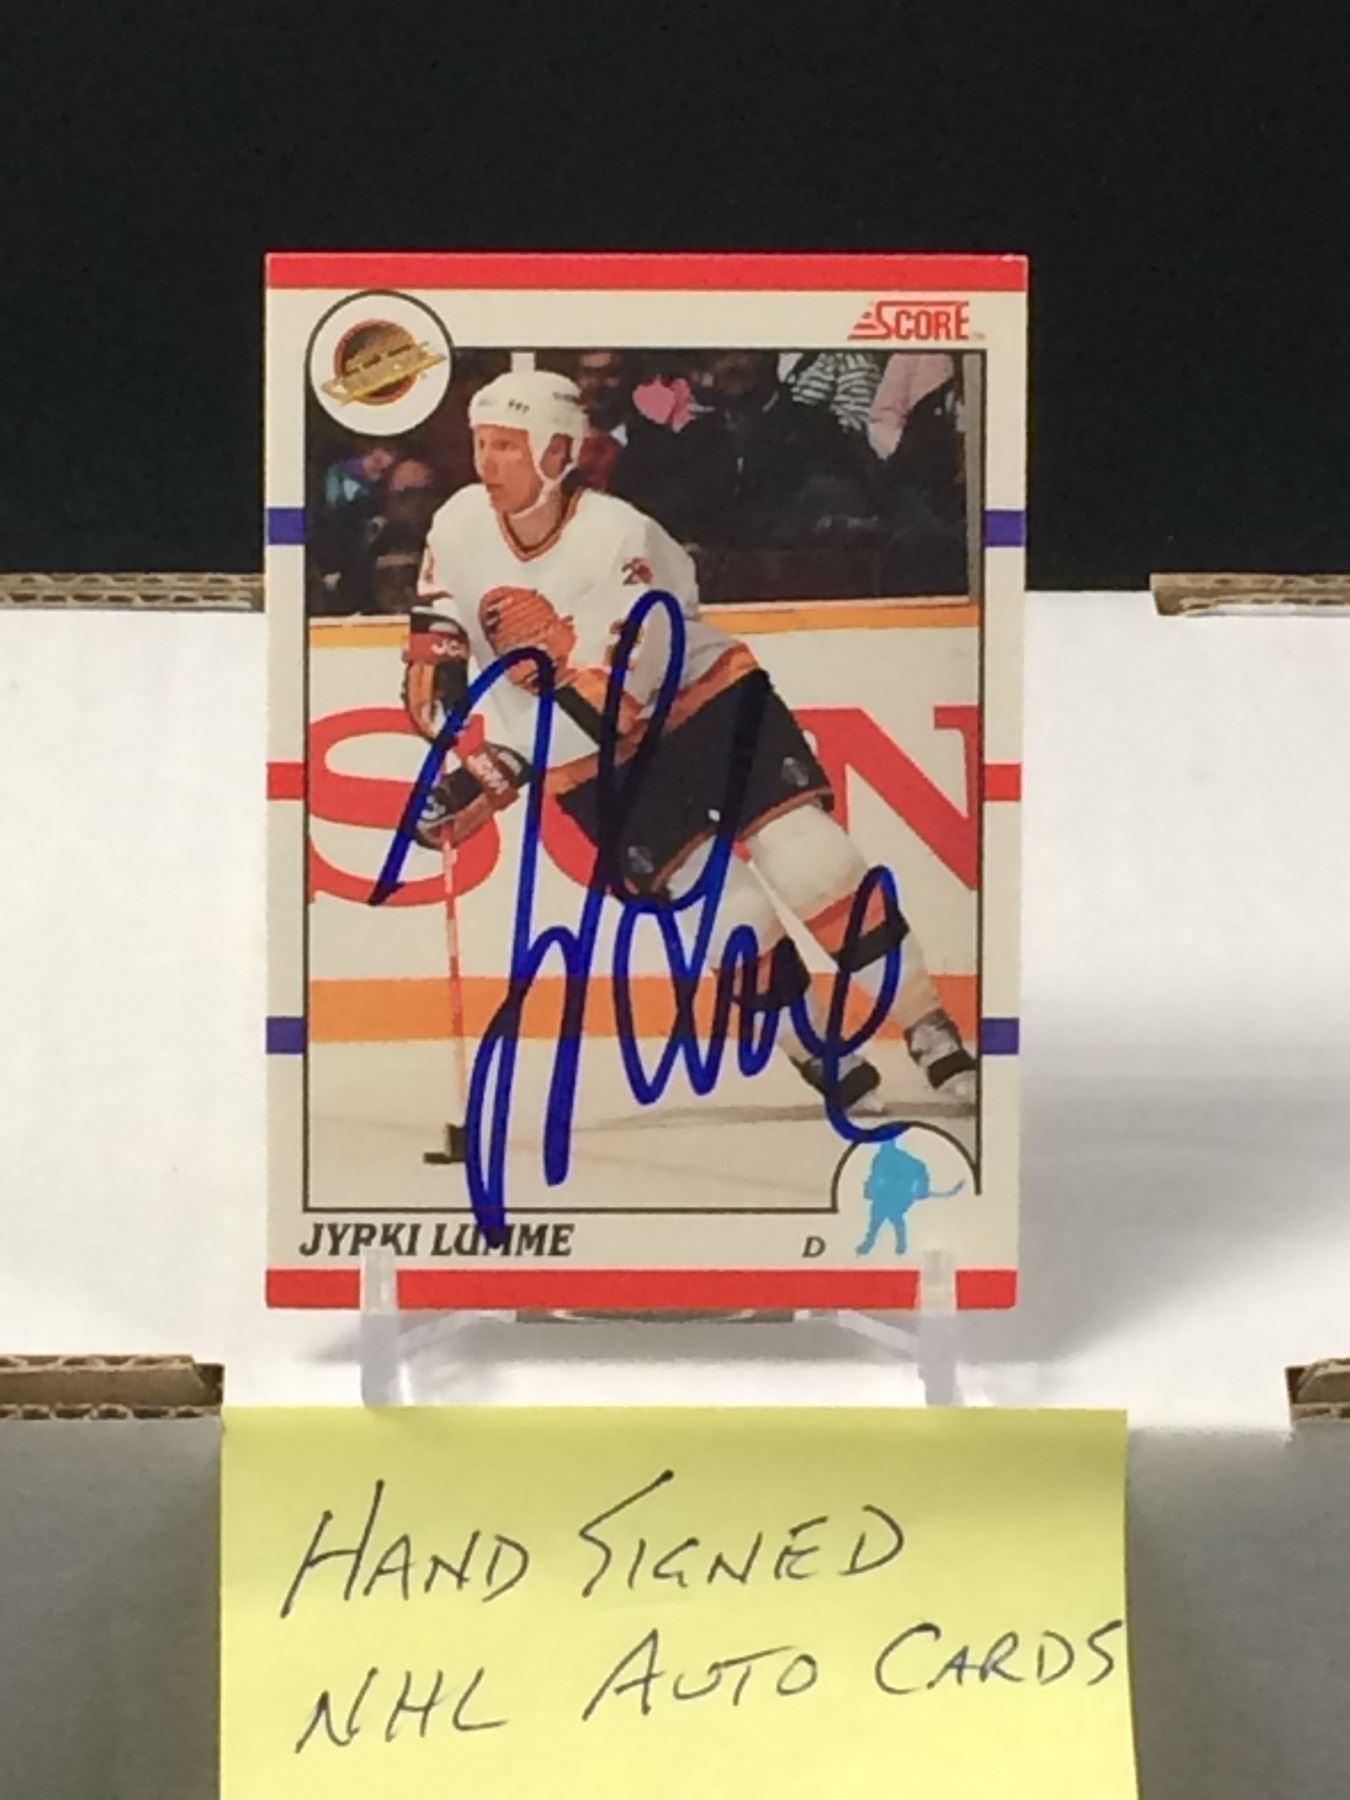 SCORE
JYRKI LUMME
D
HAND SIGNED
NHL AUTO CARDS